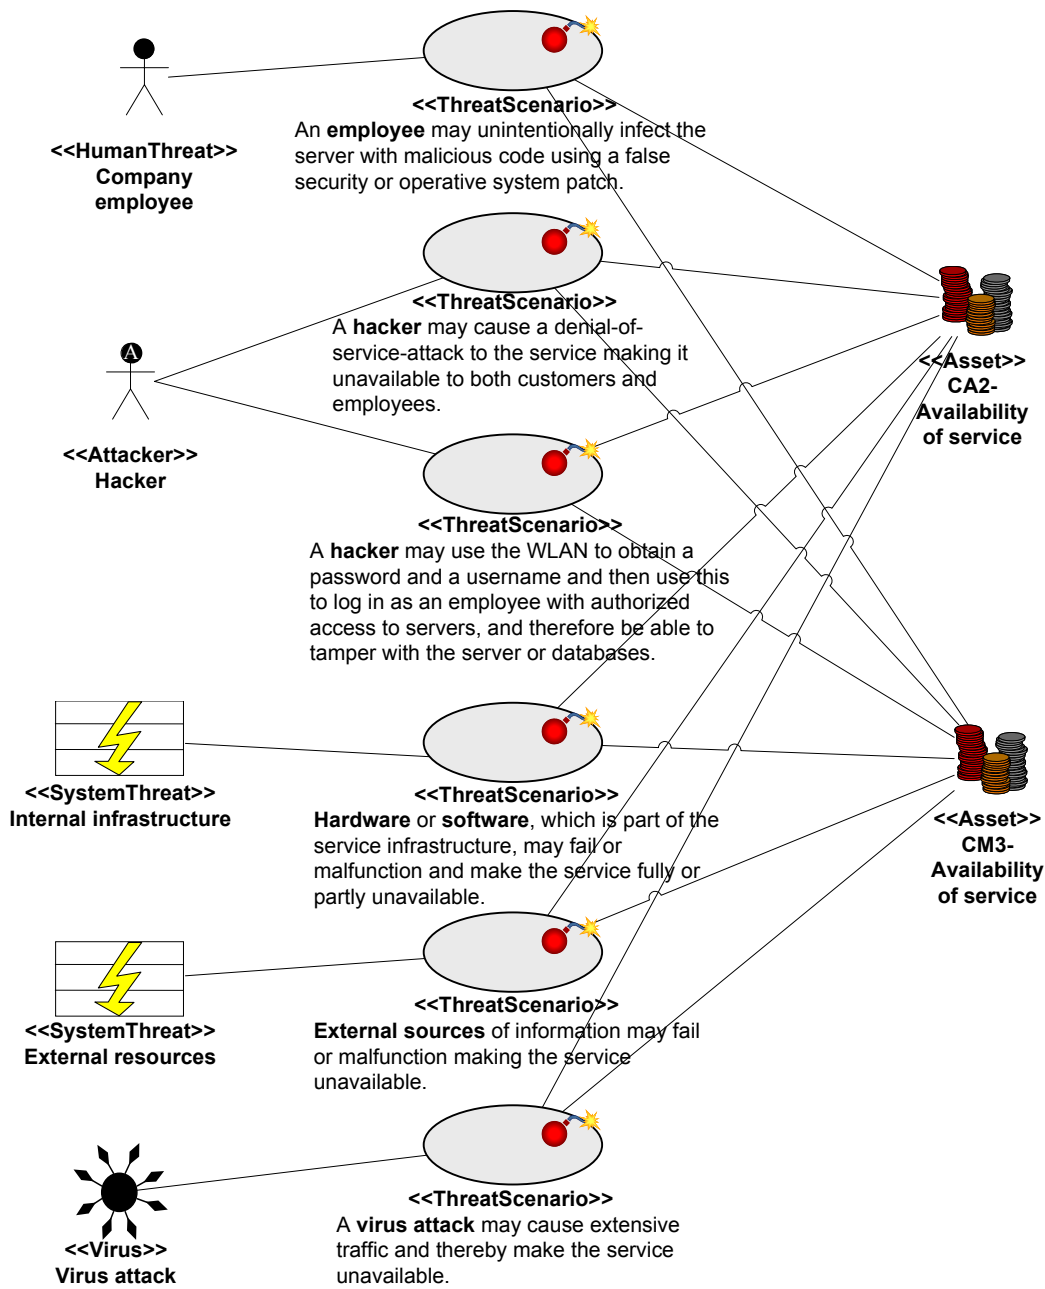 <<ThreatScenario>>
An employee may unintentionally infect the
server with malicious code using a false
security or operative system patch.
<<HumanThreat>>
Company
employee
<<ThreatScenario>>
A hacker may cause a denial-of-
service-attack to the service making it
unavailable to both customers and
employees.
A
<<Attacker>>
Hacker
<<Asset>>
CA2-
Availability
of service
<<ThreatScenario>>
A hacker may use the WLAN to obtain a
password and a username and then use this
to log in as an employee with authorized
access to servers, and therefore be able to
tamper with the server or databases.
<<SystemThreat>>
Internal infrastructure
<<ThreatScenario>>
Hardware or software, which is part of the
service infrastructure, may fail or
malfunction and make the service fully or
partly unavailable.
<<Asset>>
CM3-
Availability
of service
<<SystemThreat>>
External resources
<<ThreatScenario>>
External sources of information may fail
or malfunction making the service
unavailable.
<<Virus>>
Virus attack
<<ThreatScenario>>
A virus attack may cause extensive
traffic and thereby make the service
unavailable.